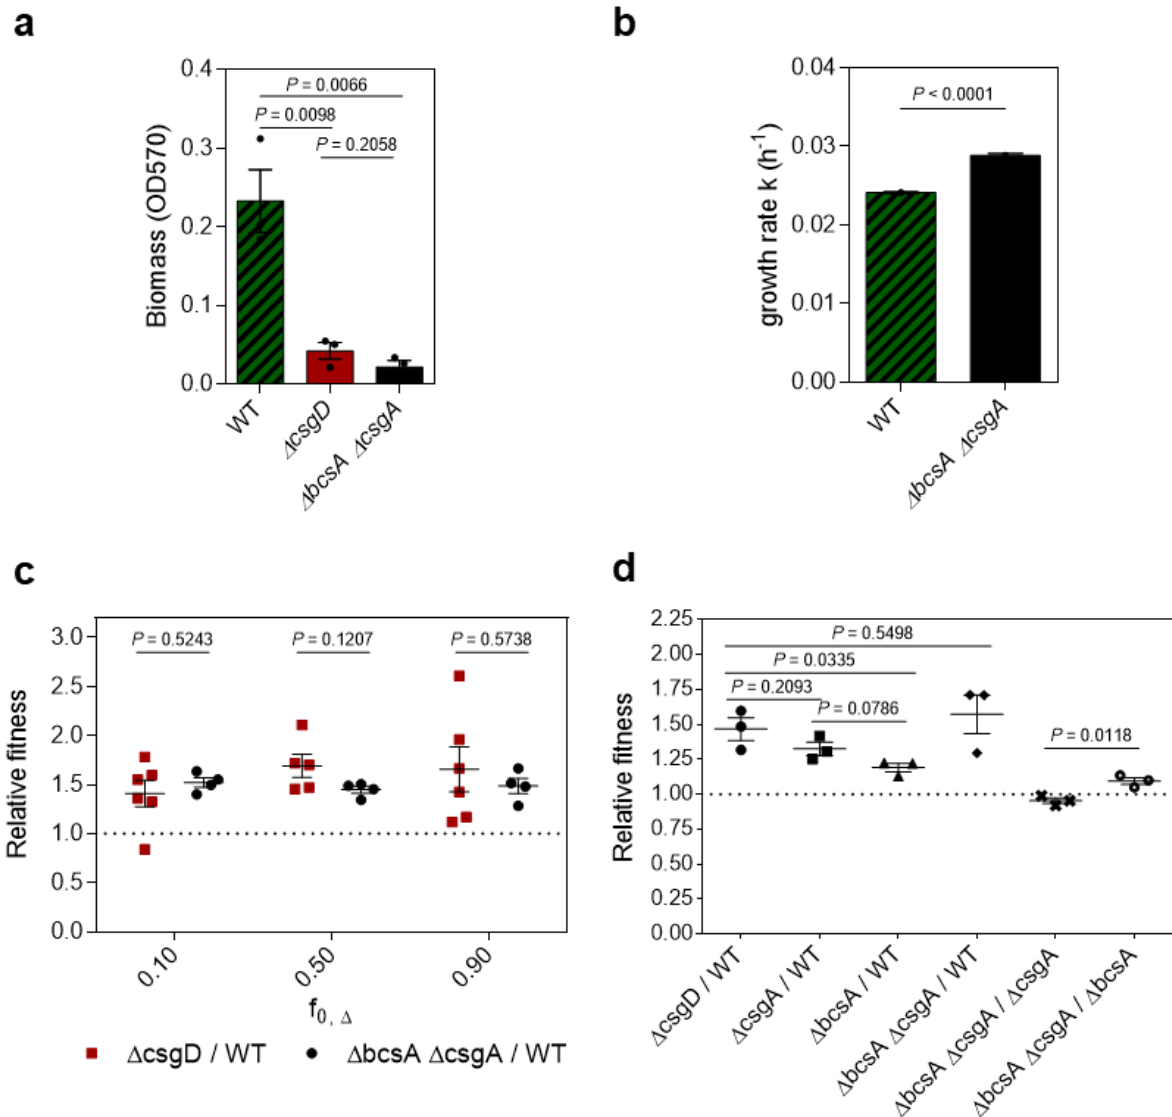 a
0.4
0.3
0.2
0.1
0.0
Biomass (OD570)
P = 0.0066
P = 0.0098
P = 0.2058
WT
ΔcsgD
ΔbcsA ΔcsgA
b
0.04
0.03
0.02
0.01
0.00
growth rate k (h⁻¹)
P < 0.0001
WT
ΔbcsA ΔcsgA
c
3.0
2.5
2.0
1.5
1.0
0.5
0.0
Relative fitness
P = 0.5243
P = 0.1207
P = 0.5738
0.10
0.50
0.90
f0, Δ
ΔcsgD / WT
ΔbcsA ΔcsgA / WT
d
2.25
2.00
1.75
1.50
1.25
1.00
0.75
0.50
0.25
0.00
Relative fitness
P = 0.5498
P = 0.0335
P = 0.2093
P = 0.0786
P = 0.0118
ΔcsgD / WT
ΔcsgA / WT
ΔbcsA / WT
ΔbcsA ΔcsgA / WT
ΔbcsA ΔcsgA / ΔcsgA
ΔbcsA ΔcsgA / ΔbcsA